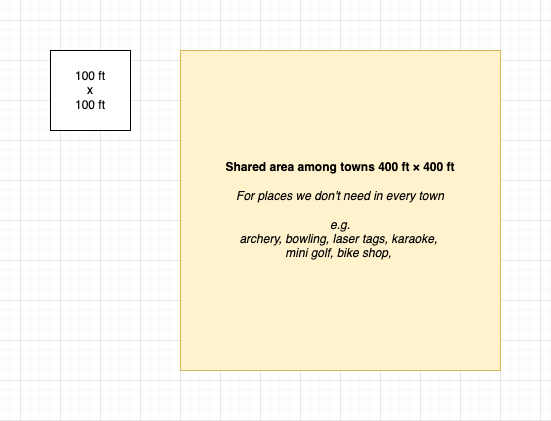 100 ft
x
100 ft
Shared area among towns 400 ft × 400 ft
For places we don't need in every town
e.g.
archery, bowling, laser tags, karaoke,
mini golf, bike shop,